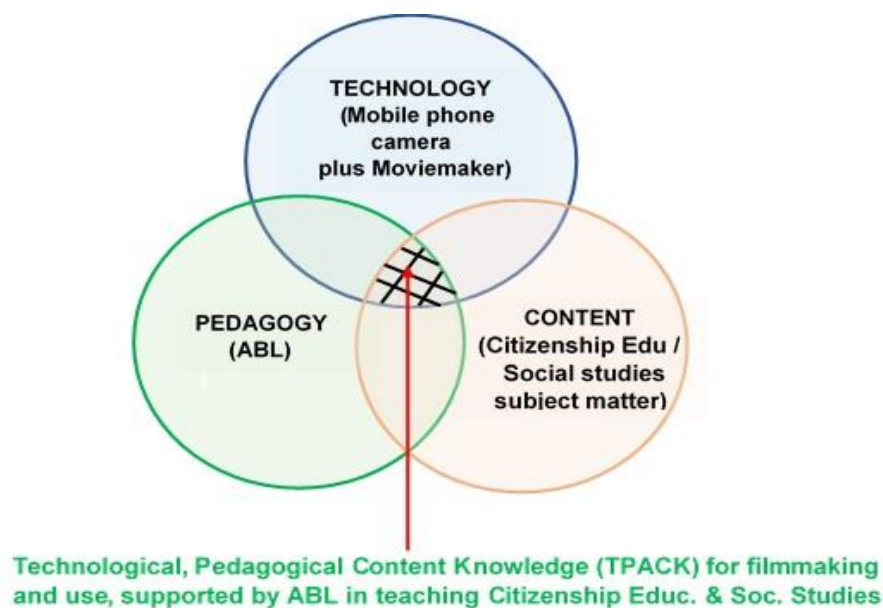 TECHNOLOGY
(Mobile phone
camera
plus Moviemaker)
PEDAGOGY
(ABL)
CONTENT
(Citizenship Edu /
Social studies
subject matter)
Technological, Pedagogical Content Knowledge (TPACK) for filmmaking
and use, supported by ABL in teaching Citizenship Educ. & Soc. Studies